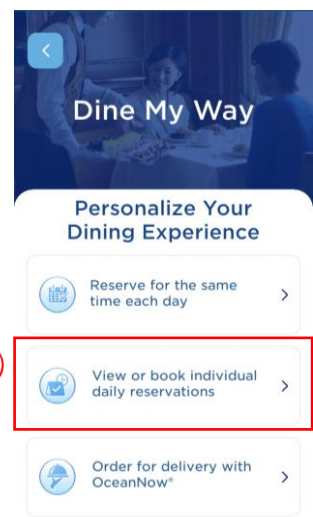 Dine My Way
Personalize Your
Dining Experience
Reserve for the same
time each day
View or book individual
daily reservations
Order for delivery with
OceanNow®